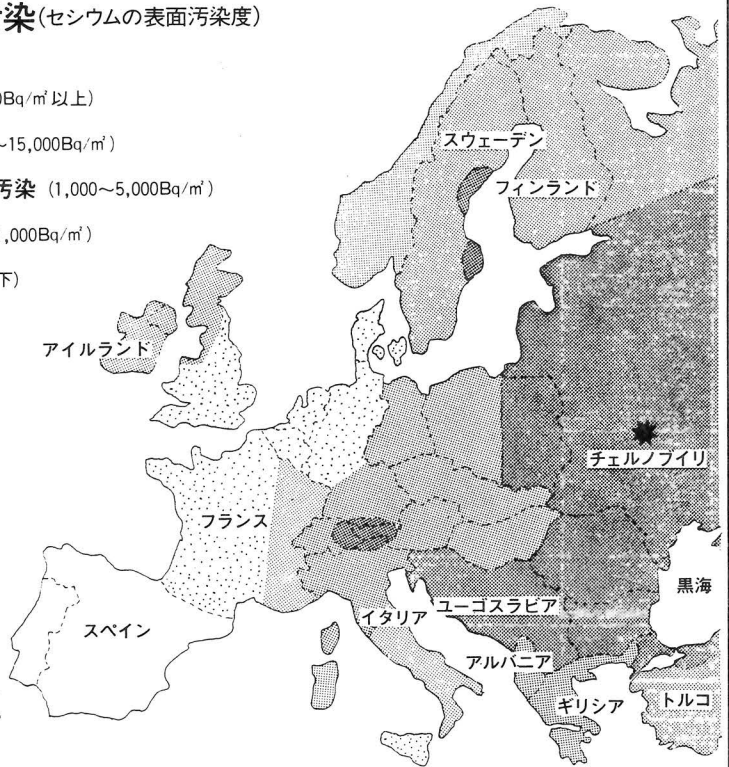 染(セシウムの表面汚染度)
Bq/㎡以上)
~15,000Bq/㎡)
汚染 (1,000~5,000Bq/㎡)
,000Bq/㎡)
下)
スウェーデン
フィンランド
アイルランド
チェルノブイリ
フランス
黒海
スペイン
イタリア
ユーゴスラビア
アルバニア
ギリシア
トルコ